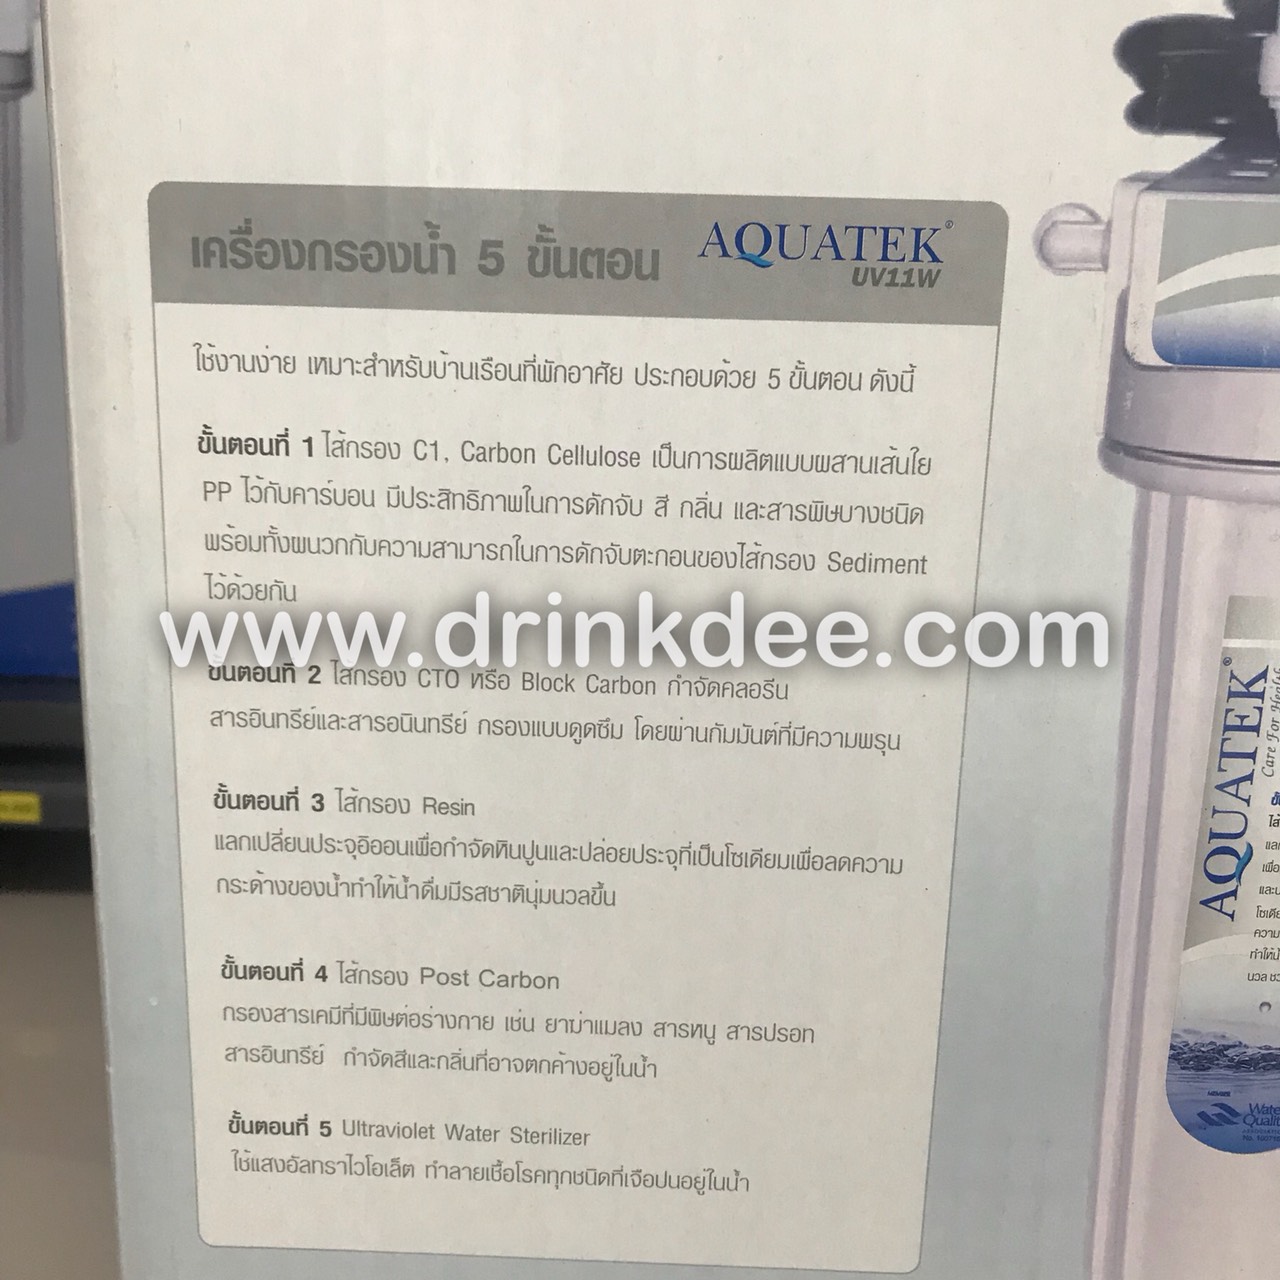 เครื่องกรองน้ำ 5 ขั้นตอน AQUATEK®
UV11W
ใช้งานง่าย เหมาะสำหรับบ้านเรือนที่พักอาศัย ประกอบด้วย 5 ขั้นตอน ดังนี้
ขั้นตอนที่ 1 ไส้กรอง C1, Carbon Cellulose เป็นการผลิตแบบผสานเส้นใย
PP ไว้กับคาร์บอน มีประสิทธิภาพในการดักจับ สี กลิ่น และสารพิษบางชนิด
พร้อมทั้งผนวกกับความสามารถในการดักจับตะกอนของไส้กรอง Sediment
ไว้ด้วยกัน
www.drinkdee.com
ขั้นตอนที่ 2 ไส้กรอง CTO หรือ Block Carbon กำจัดคลอรีน
สารอินทรีย์และสารอนินทรีย์ กรองแบบดูดซึม โดยผ่านกัมมันต์ที่มีความพรุน
ขั้นตอนที่ 3 ไส้กรอง Resin
แลกเปลี่ยนประจุอิออนเพื่อกำจัดหินปูนและปล่อยประจุที่เป็นโซเดียมเพื่อลดความ
กระด้างของน้ำทำให้น้ำดื่มมีรสชาตินุ่มนวลขึ้น
ขั้นตอนที่ 4 ไส้กรอง Post Carbon
กรองสารเคมีที่มีพิษต่อร่างกาย เช่น ยาฆ่าแมลง สารหนู สารปรอท
สารอินทรีย์ กำจัดสีและกลิ่นที่อาจตกค้างอยู่ในน้ำ
ขั้นตอนที่ 5 Ultraviolet Water Sterilizer
ใช้แสงอัลทราไวโอเล็ต ทำลายเชื้อโรคทุกชนิดที่เจือปนอยู่ในน้ำ
AQUATEK®
Care For Health